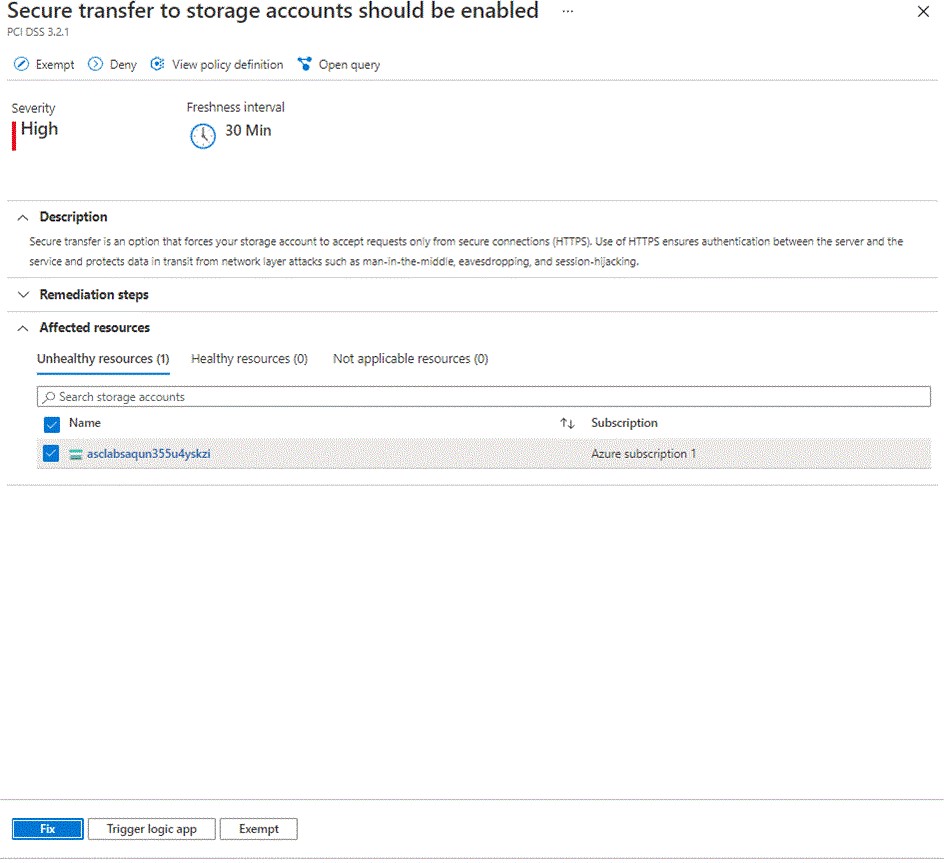 Secure transfer to storage accounts should be enabled ...
PCI DSS 3.2.1
Exempt Deny View policy definition Open query
Severity Freshness interval
High 30 Min
Description
Secure transfer is an option that forces your storage account to accept requests only from secure connections (HTTPS). Use of HTTPS ensures authentication between the server and the
service and protects data in transit from network layer attacks such as man-in-the-middle, eavesdropping, and session-hijacking.
Remediation steps
Affected resources
Unhealthy resources (1) Healthy resources (0) Not applicable resources (0)
Search storage accounts
Name Subscription
asclabsaqun355u4yskzi Azure subscription 1
Fix Trigger logic app Exempt